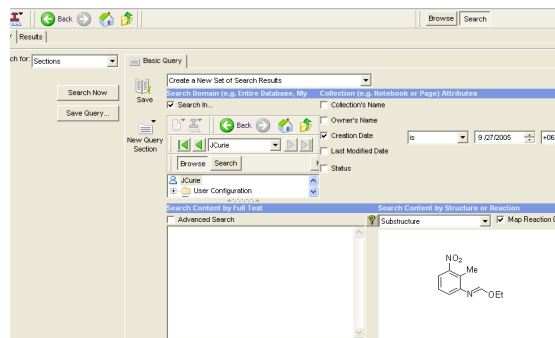 Back
Browse Search
Results
ch for: Sections
Basic Query
Search Now
Save Query...
Save
New Query
Section
Create a New Set of Search Results
Search Domain (e.g. Entire Database, My
Search In...
Back
JCurie
Browse Search
JCurie
User Configuration
Collection (e.g. Notebook or Page) Attributes
Collection's Name
Owner's Name
Creation Date is 9/27/2005 +06
Last Modified Date
Status
Search Content by Full Text
Advanced Search
Search Content by Structure or Reaction
Substructure Map Reaction
NO2
Me
N
OEt